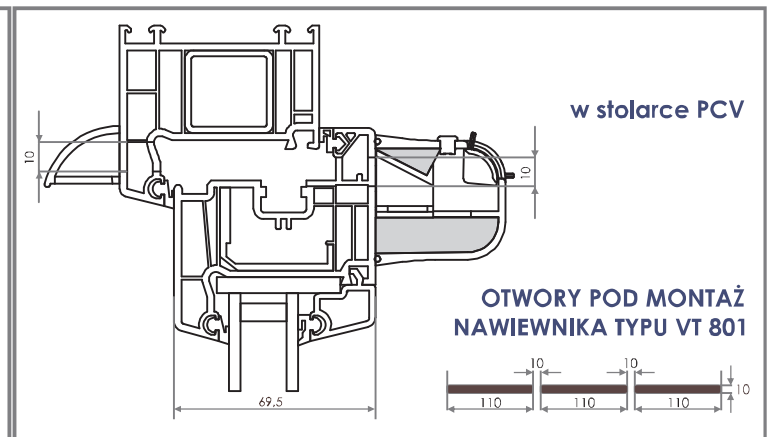 w stolarce PCV
10
10
69,5
OTWORY POD MONTAŻ
NAWIEWNIKA TYPU VT 801
10 10
10
110 110 110